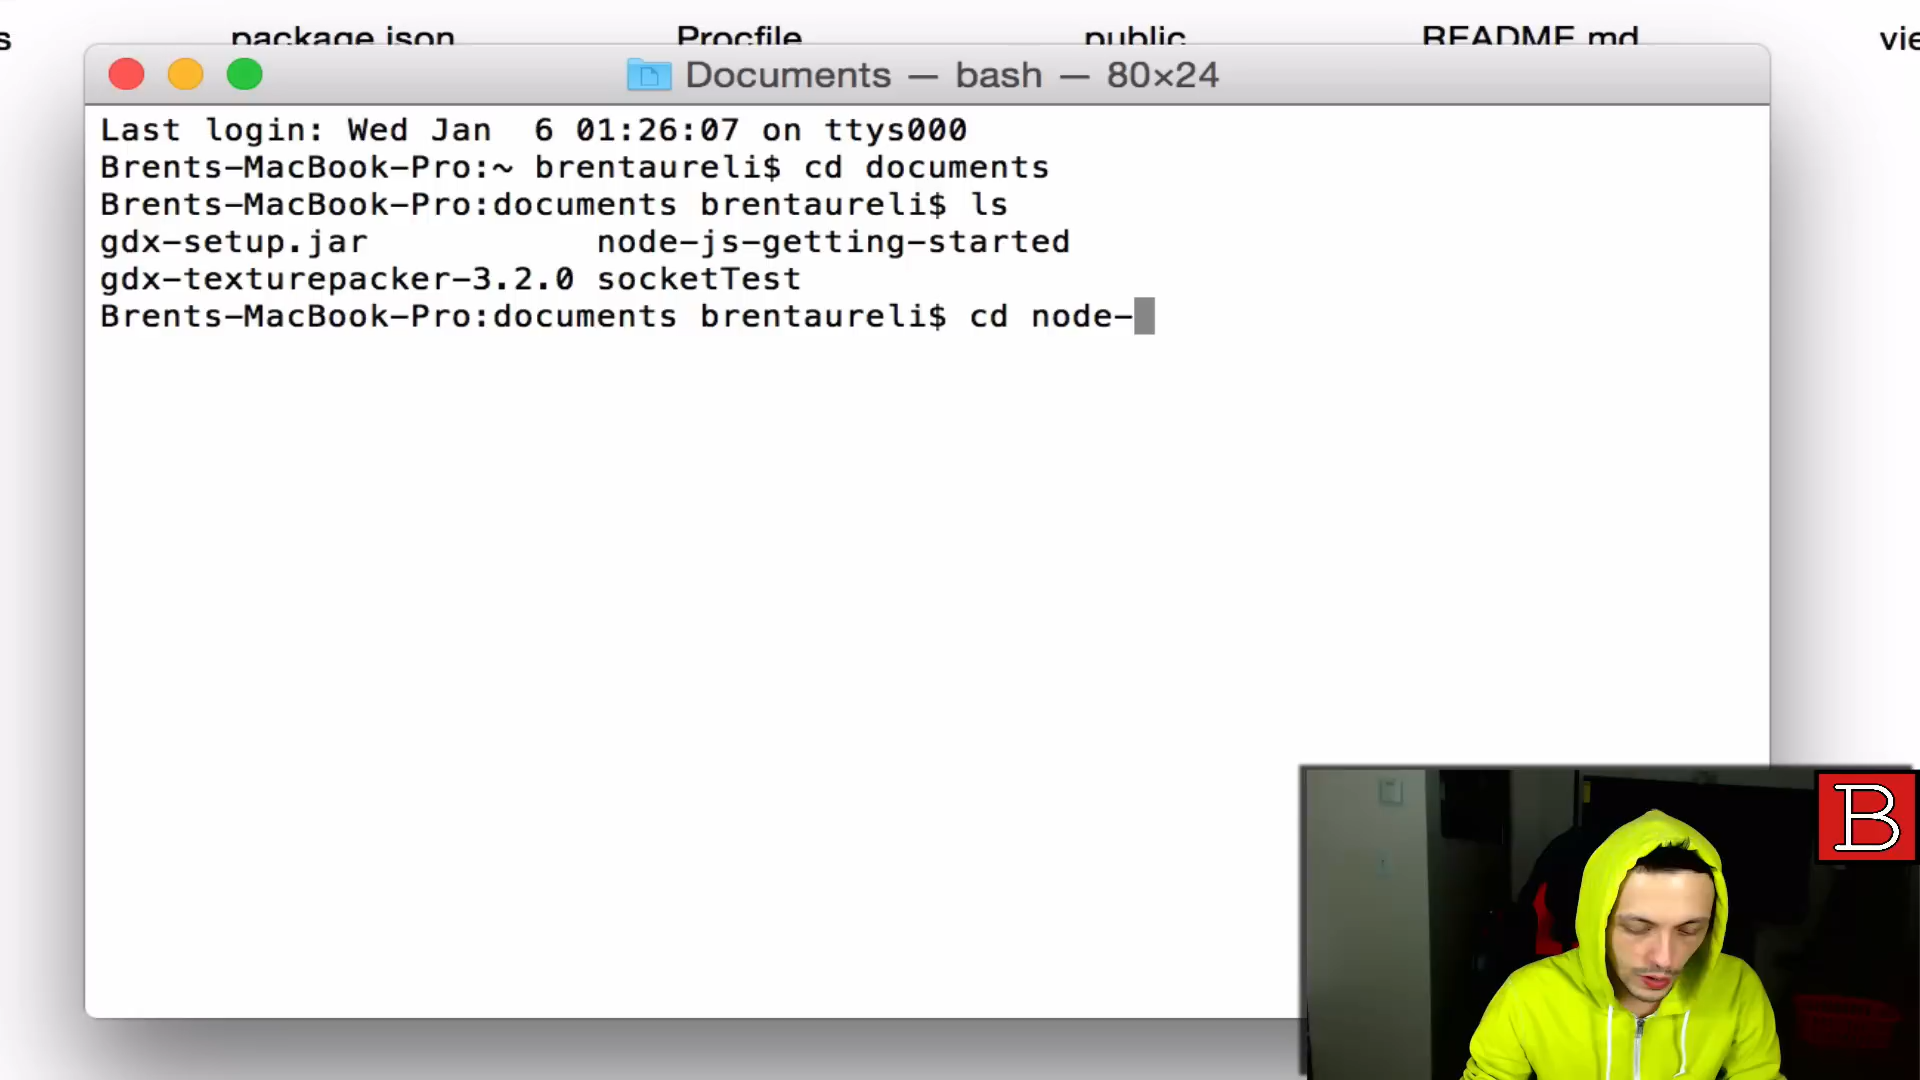 s package.json Procfile public README.md vie
Documents — bash — 80×24
Last login: Wed Jan  6 01:26:07 on ttys000
Brents-MacBook-Pro:~ brentaureli$ cd documents
Brents-MacBook-Pro:documents brentaureli$ ls
gdx-setup.jar node-js-getting-started
gdx-texturepacker-3.2.0 socketTest
Brents-MacBook-Pro:documents brentaureli$ cd node-
B